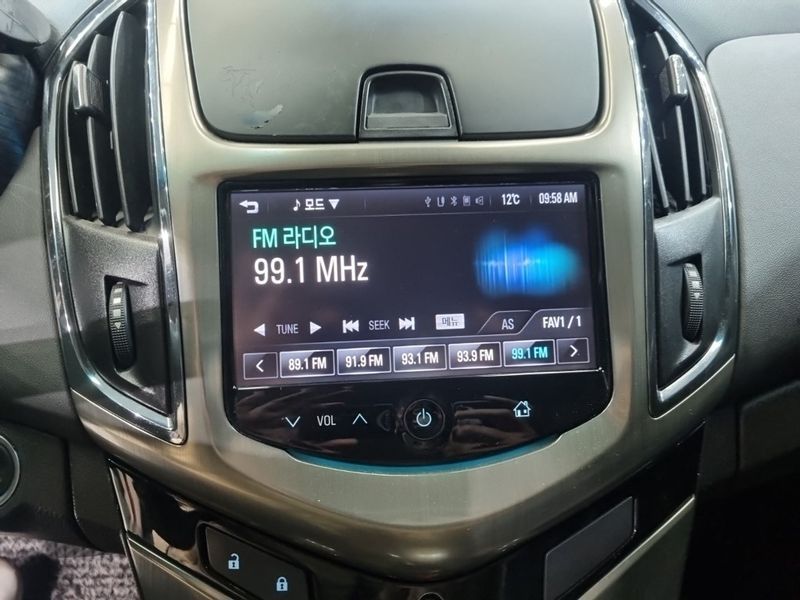 모드 12℃ 09:58 AM
FM 라디오
99.1 MHz
TUNE SEEK 메뉴 AS FAV1 / 1
89.1 FM 91.9 FM 93.1 FM 93.9 FM 99.1 FM
VOL